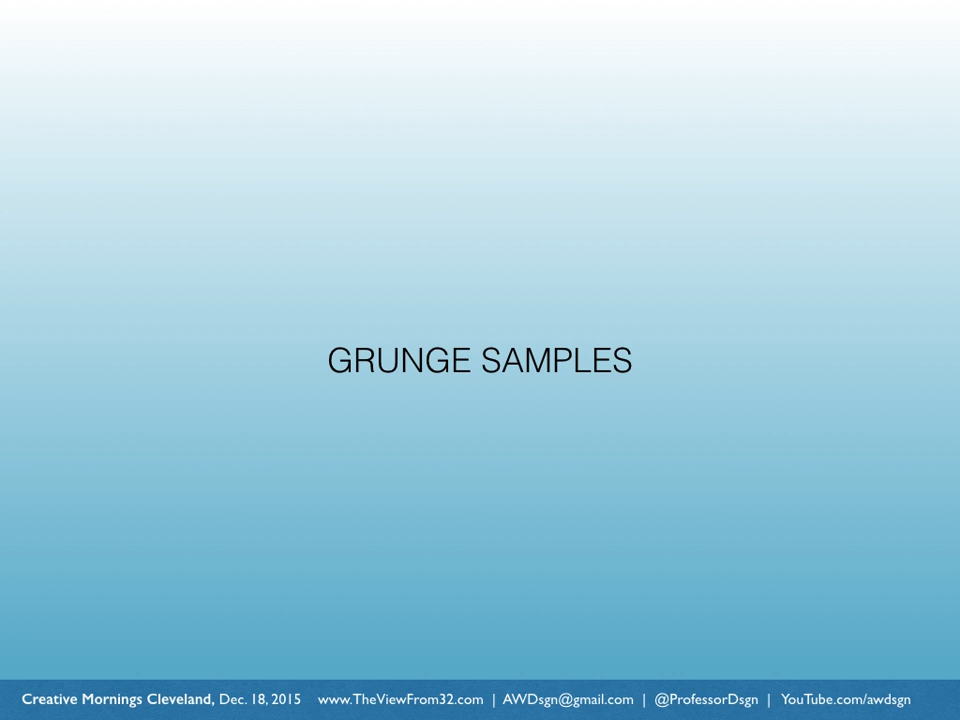 GRUNGE SAMPLES
Creative Mornings Cleveland, Dec. 18, 2015 www.TheViewFrom32.com | AWDsgn@gmail.com | @ProfessorDsgn | YouTube.com/awdsgn